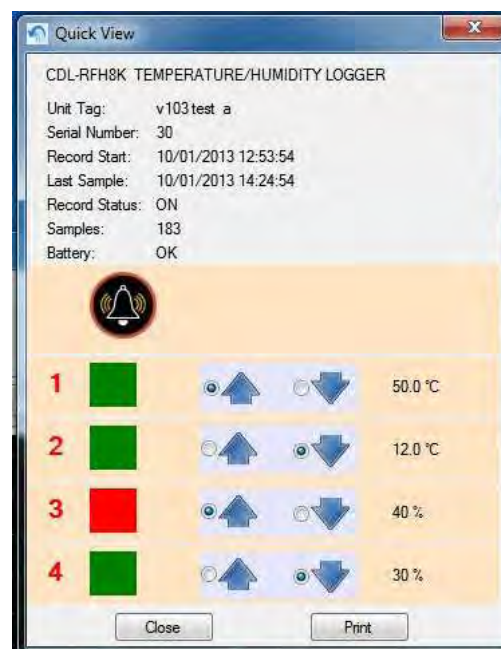 Quick View
CDL-RFH8K TEMPERATURE/HUMIDITY LOGGER
Unit Tag: v103 test a
Serial Number: 30
Record Start: 10/01/2013 12:53:54
Last Sample: 10/01/2013 14:24:54
Record Status: ON
Samples: 183
Battery: OK
1 50.0 °C
2 12.0 °C
3 40 %
4 30 %
Close Print